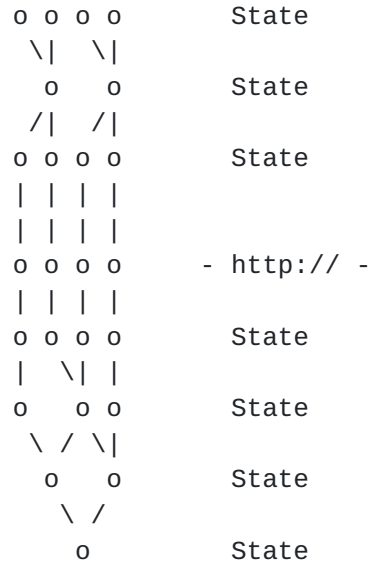 o o o o       State
 \|  \|
  o   o       State
 /|  /|
o o o o       State
| | | |
| | | |
o o o o     - http:// -
| | | |
o o o o       State
|  \| |
o   o o       State
 \ / \|
  o   o       State
   \ /
    o         State